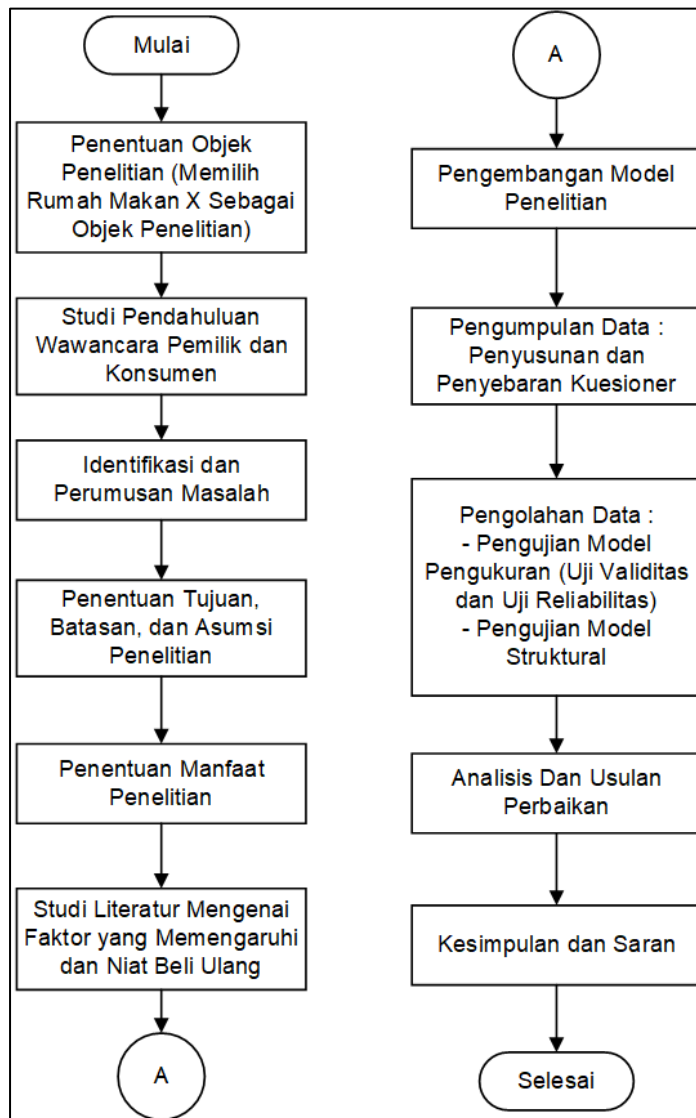 Mulai
Penentuan Objek
Penelitian (Memilih
Rumah Makan X Sebagai
Objek Penelitian)
Studi Pendahuluan
Wawancara Pemilik dan
Konsumen
Identifikasi dan
Perumusan Masalah
Penentuan Tujuan,
Batasan, dan Asumsi
Penelitian
Penentuan Manfaat
Penelitian
Studi Literatur Mengenai
Faktor yang Memengaruhi
dan Niat Beli Ulang
A
A
Pengembangan Model
Penelitian
Pengumpulan Data :
Penyusunan dan
Penyebaran Kuesioner
Pengolahan Data :
- Pengujian Model
Pengukuran (Uji Validitas
dan Uji Reliabilitas)
- Pengujian Model
Struktural
Analisis Dan Usulan
Perbaikan
Kesimpulan dan Saran
Selesai